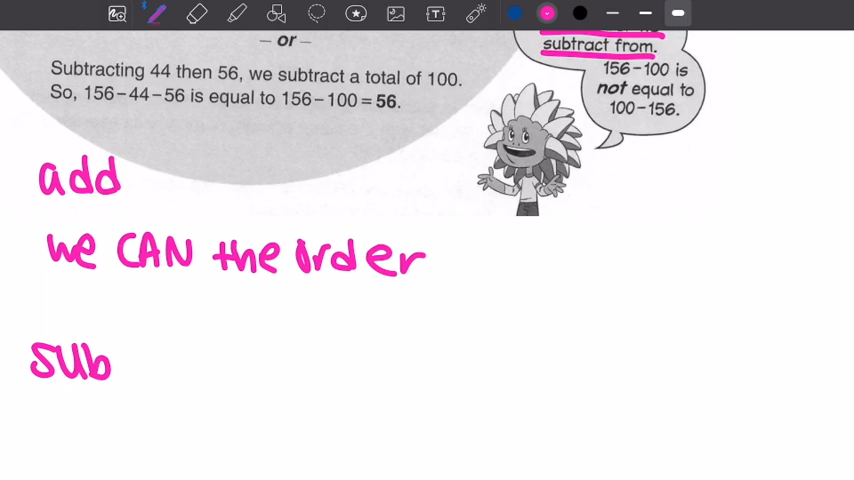 – or –
Subtracting 44 then 56, we subtract a total of 100.
So, 156 – 44 – 56 is equal to 156 – 100 = 56.
subtract from.
156 – 100 is
not equal to
100 – 156.
add
we CAN the order
sub